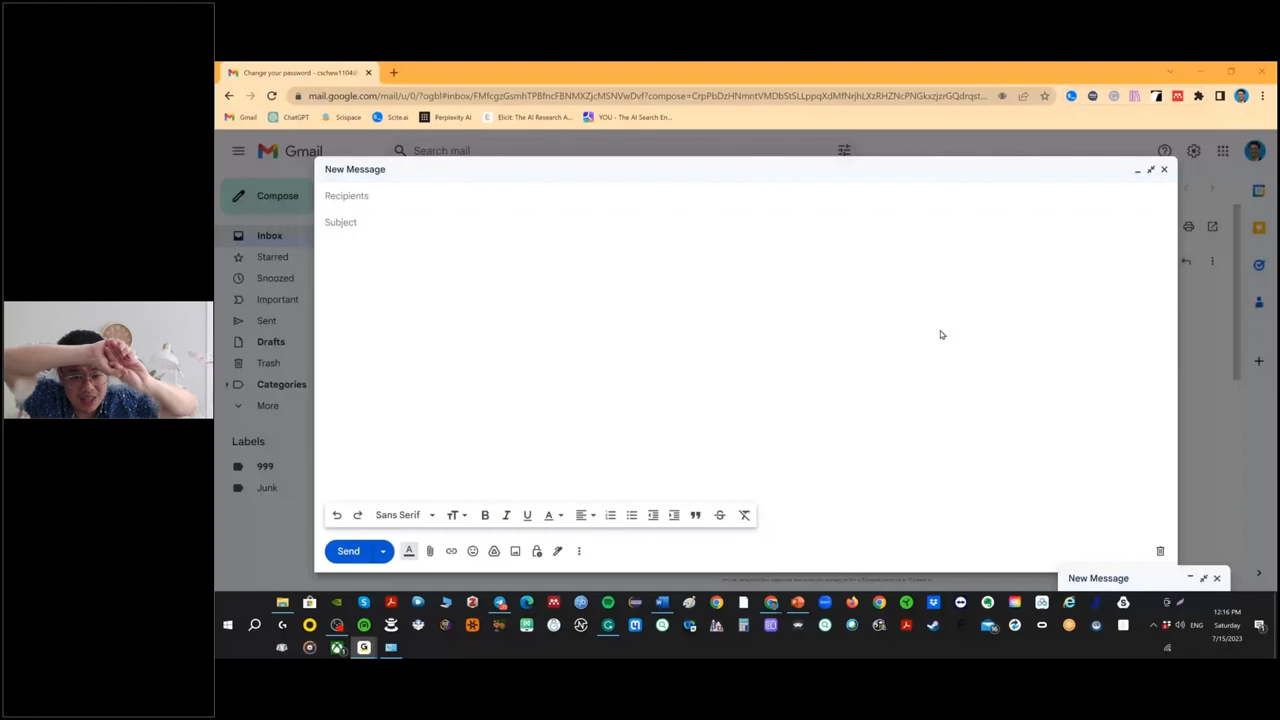 Change your password - cschew1104@
mail.google.com/mail/u/0/?ogbl#inbox/FMfcgzGsmhTPBfncFBNMXZjcMSNVwDvf?compose=CrpPbDzHNmntVMDbStSLLppqXdMfNrjhLXzRHZNcPNGkxzjzrGQdrqst...
Gmail ChatGPT Scispace Scite.ai Perplexity AI Elicit: The AI Research A... YOU - The AI Search En...
Gmail
Search mail
New Message
Recipients
Compose
Subject
Inbox
Starred
Snoozed
Important
Sent
Drafts
Trash
Categories
More
Labels
999
Junk
Sans Serif
Send
New Message
12:16 PM
ENG Saturday
7/15/2023